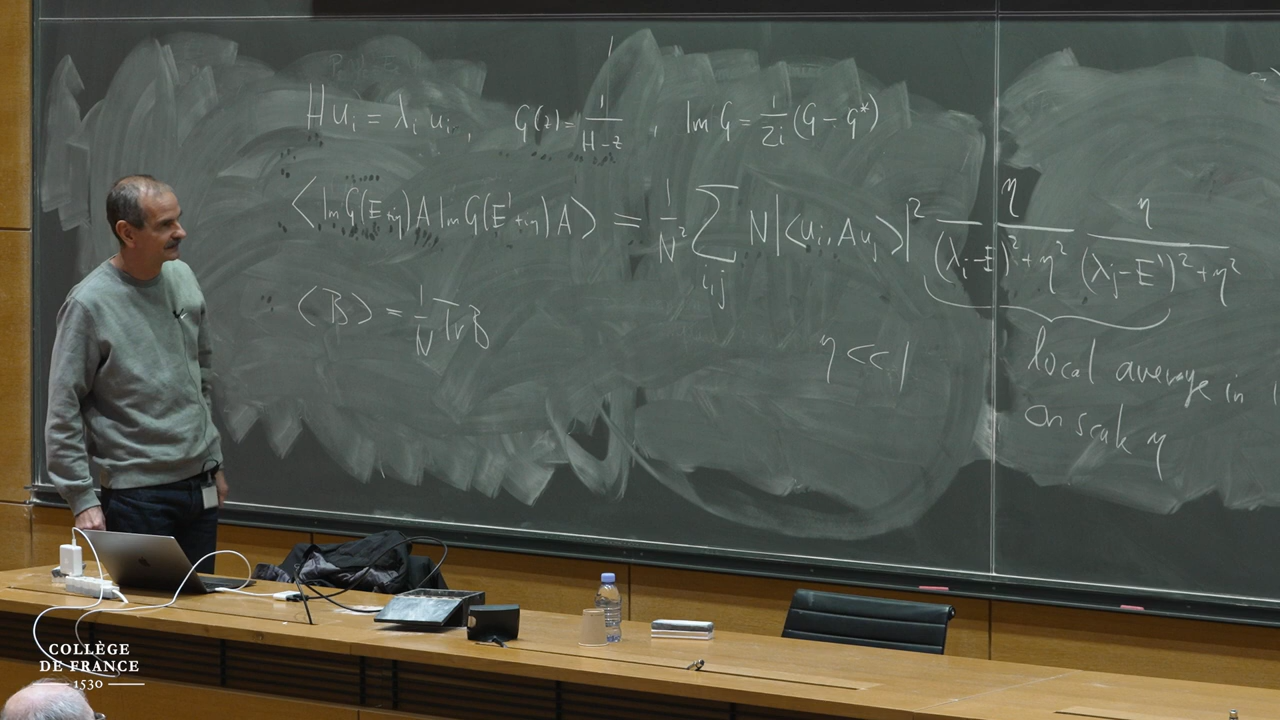 H u_i = λ_i u_i , G(z) = 1/(H-z) , Im G = 1/2i (G - G*)
⟨Im G(E+iη) A Im G(E'+iη) A⟩ = 1/N² Σ_{i,j} N|⟨u_i, A u_j⟩|² η/((λ_i-E)²+η²) η/((λ_j-E')²+η²)
⟨B⟩ = 1/N Tr B
η << 1
local average in
on scale η
COLLÈGE
DE FRANCE
1530